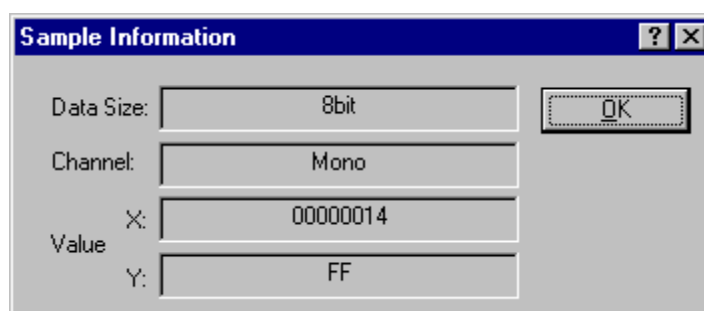 Sample Information
?
Data Size: 8bit
OK
Channel: Mono
X: 00000014
Value
Y: FF